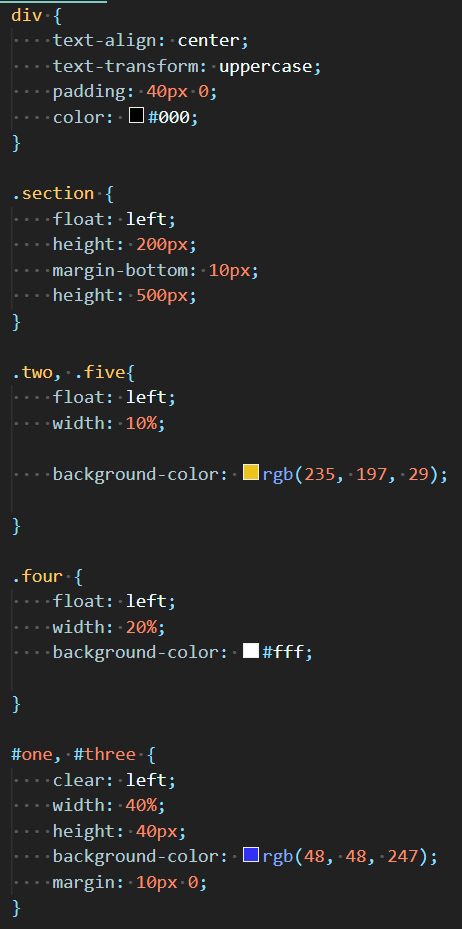 div {
    text-align: center;
    text-transform: uppercase;
    padding: 40px 0;
    color: #000;
}
.section {
    float: left;
    height: 200px;
    margin-bottom: 10px;
    height: 500px;
}
.two, .five{
    float: left;
    width: 10%;
    background-color: rgb(235, 197, 29);
}
.four {
    float: left;
    width: 20%;
    background-color: #fff;
}
#one, #three {
    clear: left;
    width: 40%;
    height: 40px;
    background-color: rgb(48, 48, 247);
    margin: 10px 0;
}